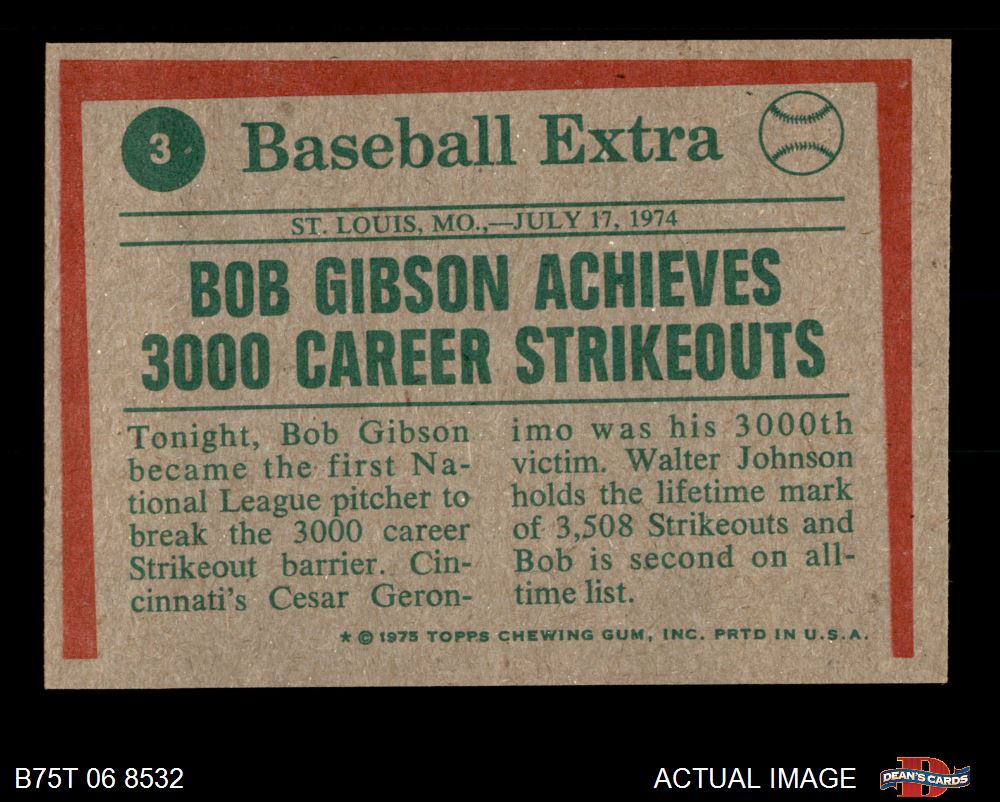 3 Baseball Extra
ST. LOUIS, MO.,—JULY 17, 1974
BOB GIBSON ACHIEVES
3000 CAREER STRIKEOUTS
Tonight, Bob Gibson
became the first Na-
tional League pitcher to
break the 3000 career
Strikeout barrier. Cin-
cinnati's Cesar Geron-
imo was his 3000th
victim. Walter Johnson
holds the lifetime mark
of 3,508 Strikeouts and
Bob is second on all-
time list.
* © 1975 TOPPS CHEWING GUM, INC. PRTD IN U.S.A.
B75T 06 8532
ACTUAL IMAGE
DEAN'S CARDS